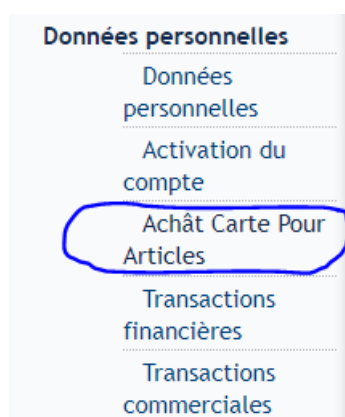 Données personnelles
Données
personnelles
Activation du
compte
Achât Carte Pour
Articles
Transactions
financières
Transactions
commerciales